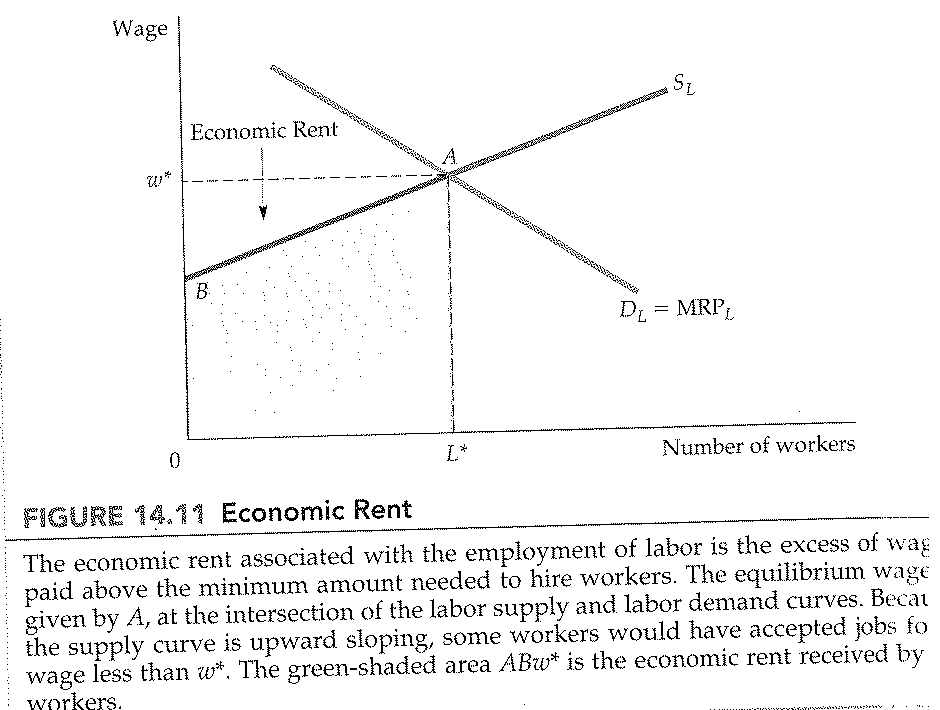 Wage
S_L
Economic Rent
A
w*
B
D_L = MRP_L
0
L*
Number of workers
FIGURE 14.11 Economic Rent
The economic rent associated with the employment of labor is the excess of wag
paid above the minimum amount needed to hire workers. The equilibrium wage
given by A, at the intersection of the labor supply and labor demand curves. Becau
the supply curve is upward sloping, some workers would have accepted jobs fo
wage less than w*. The green-shaded area ABw* is the economic rent received by
workers.